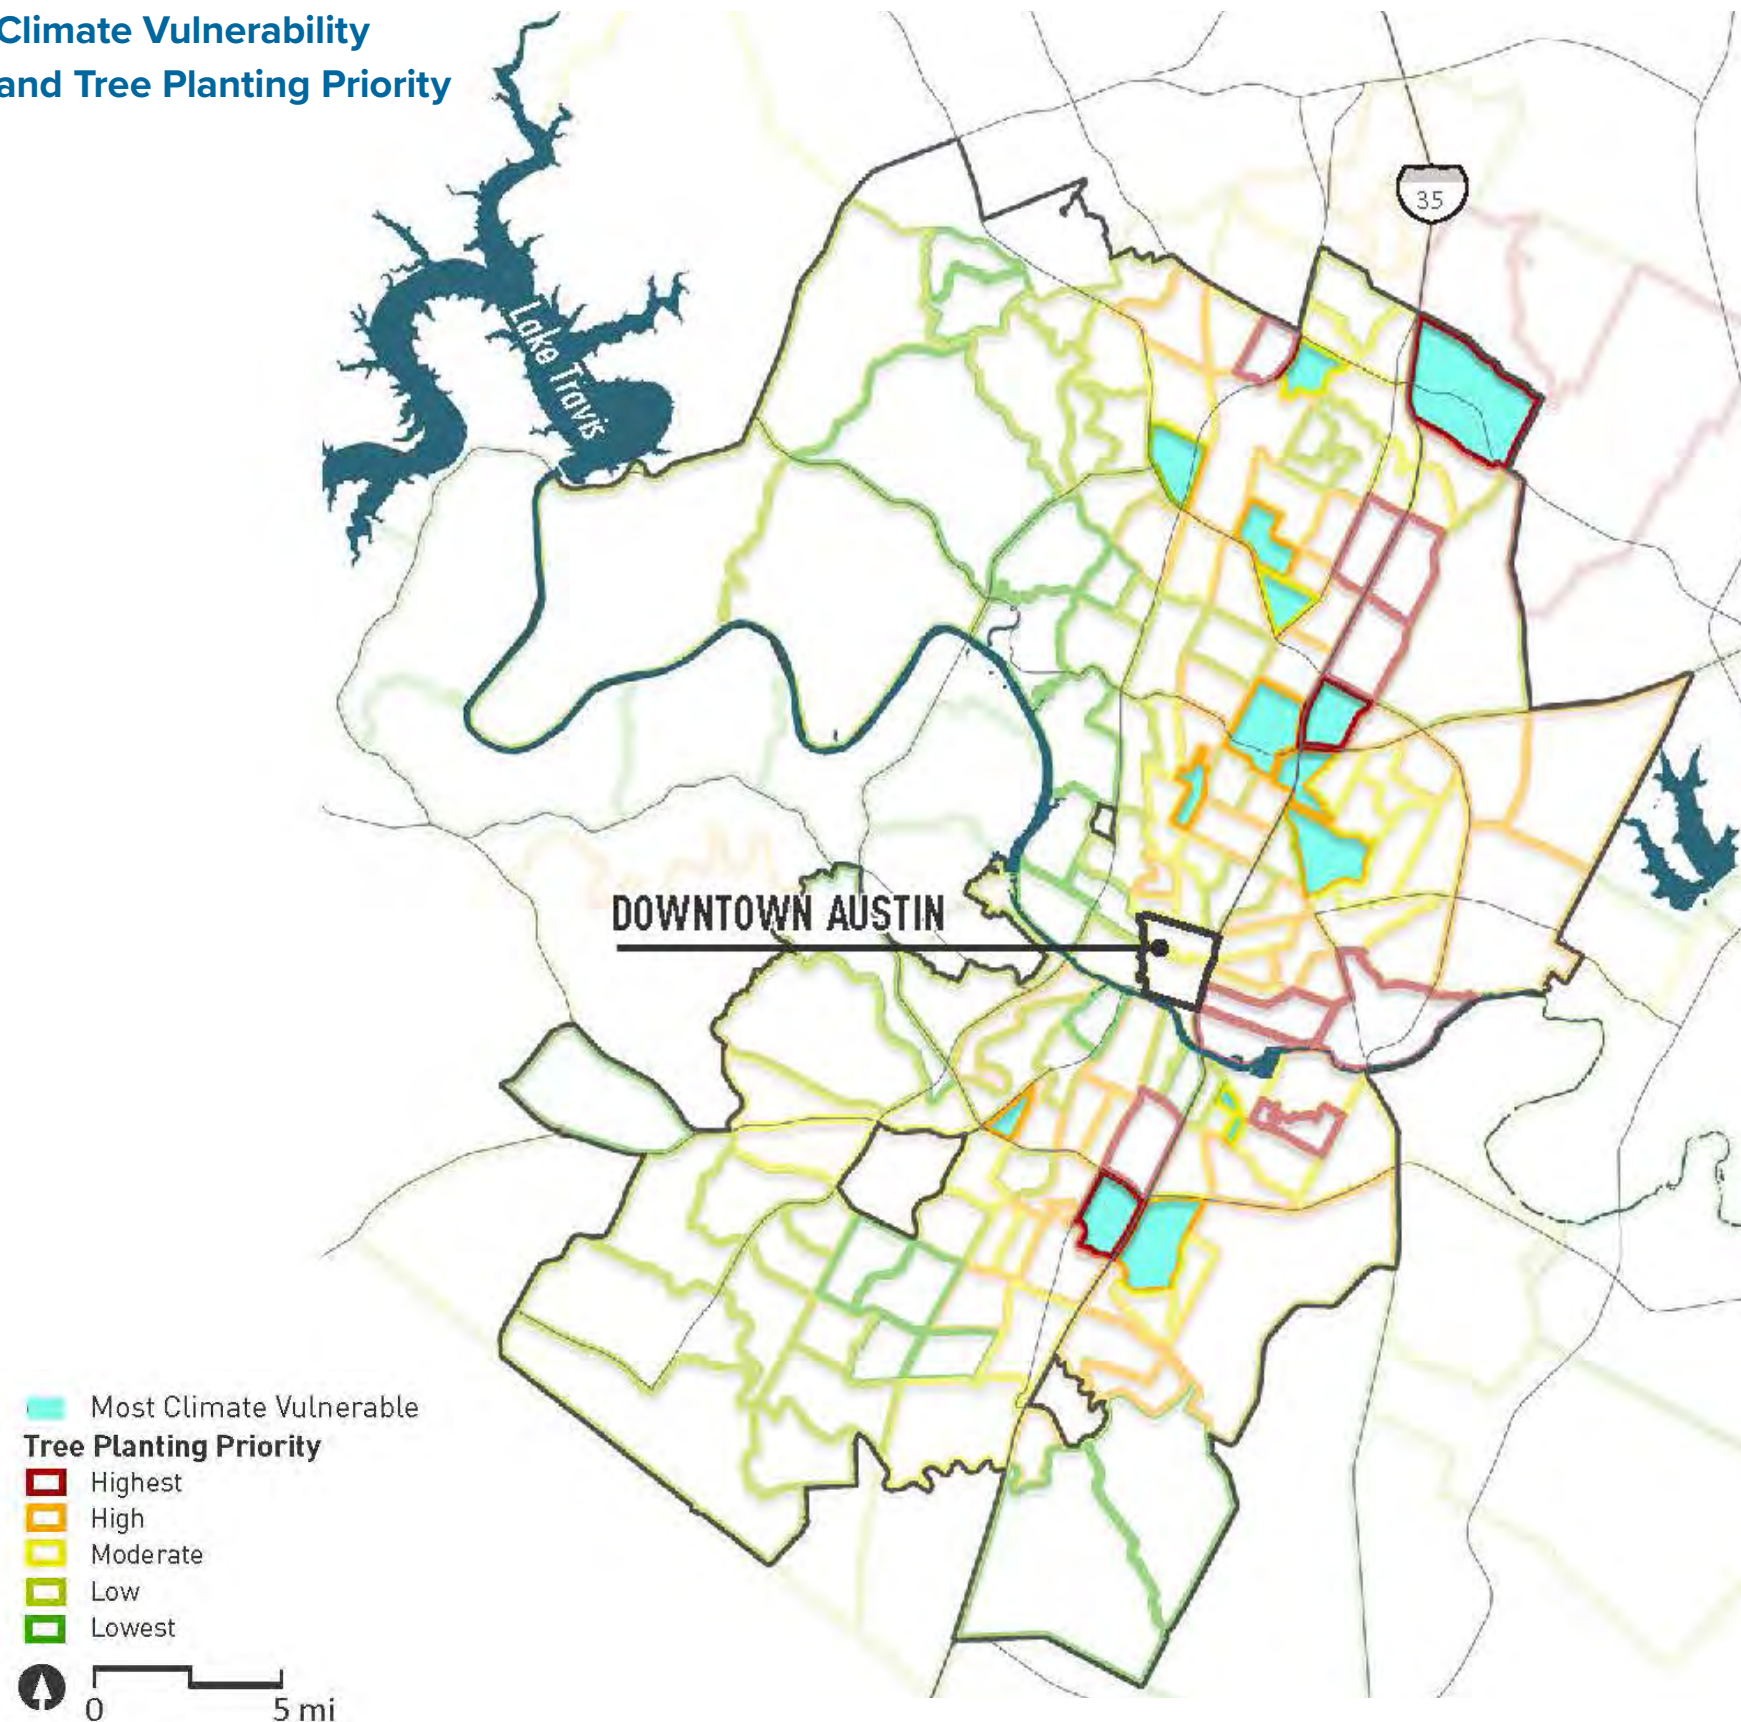 Climate Vulnerability
and Tree Planting Priority
35
Lake Travis
DOWNTOWN AUSTIN
Most Climate Vulnerable
Tree Planting Priority
Highest
High
Moderate
Low
Lowest
0 5 mi